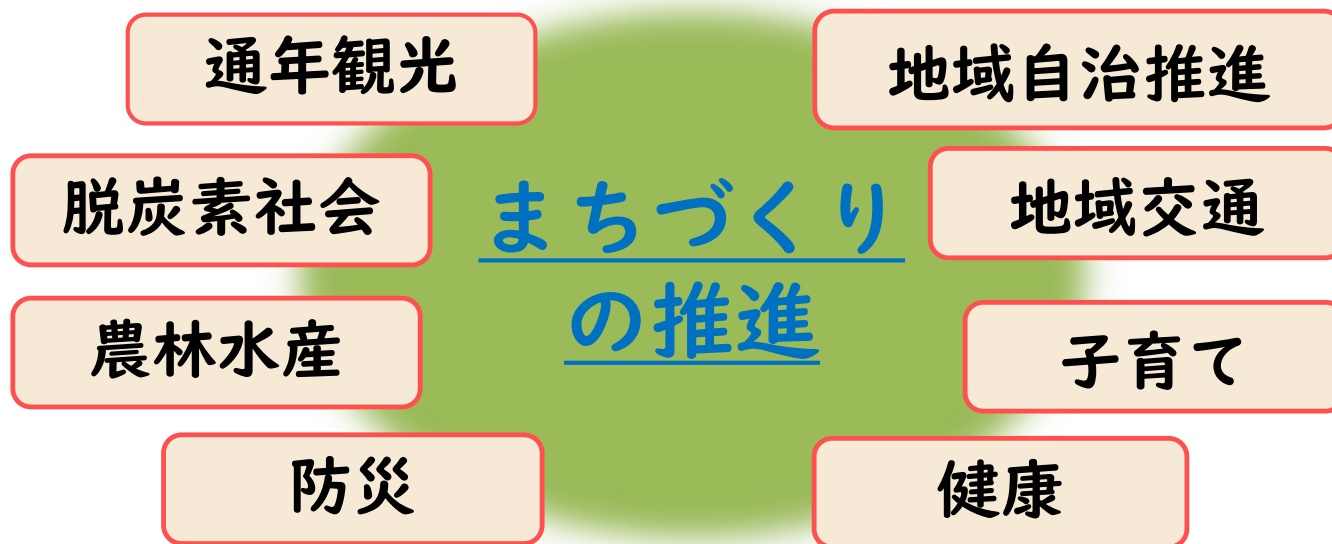 通年観光
地域自治推進
脱炭素社会
まちづくり
の推進
地域交通
農林水産
子育て
防災
健康